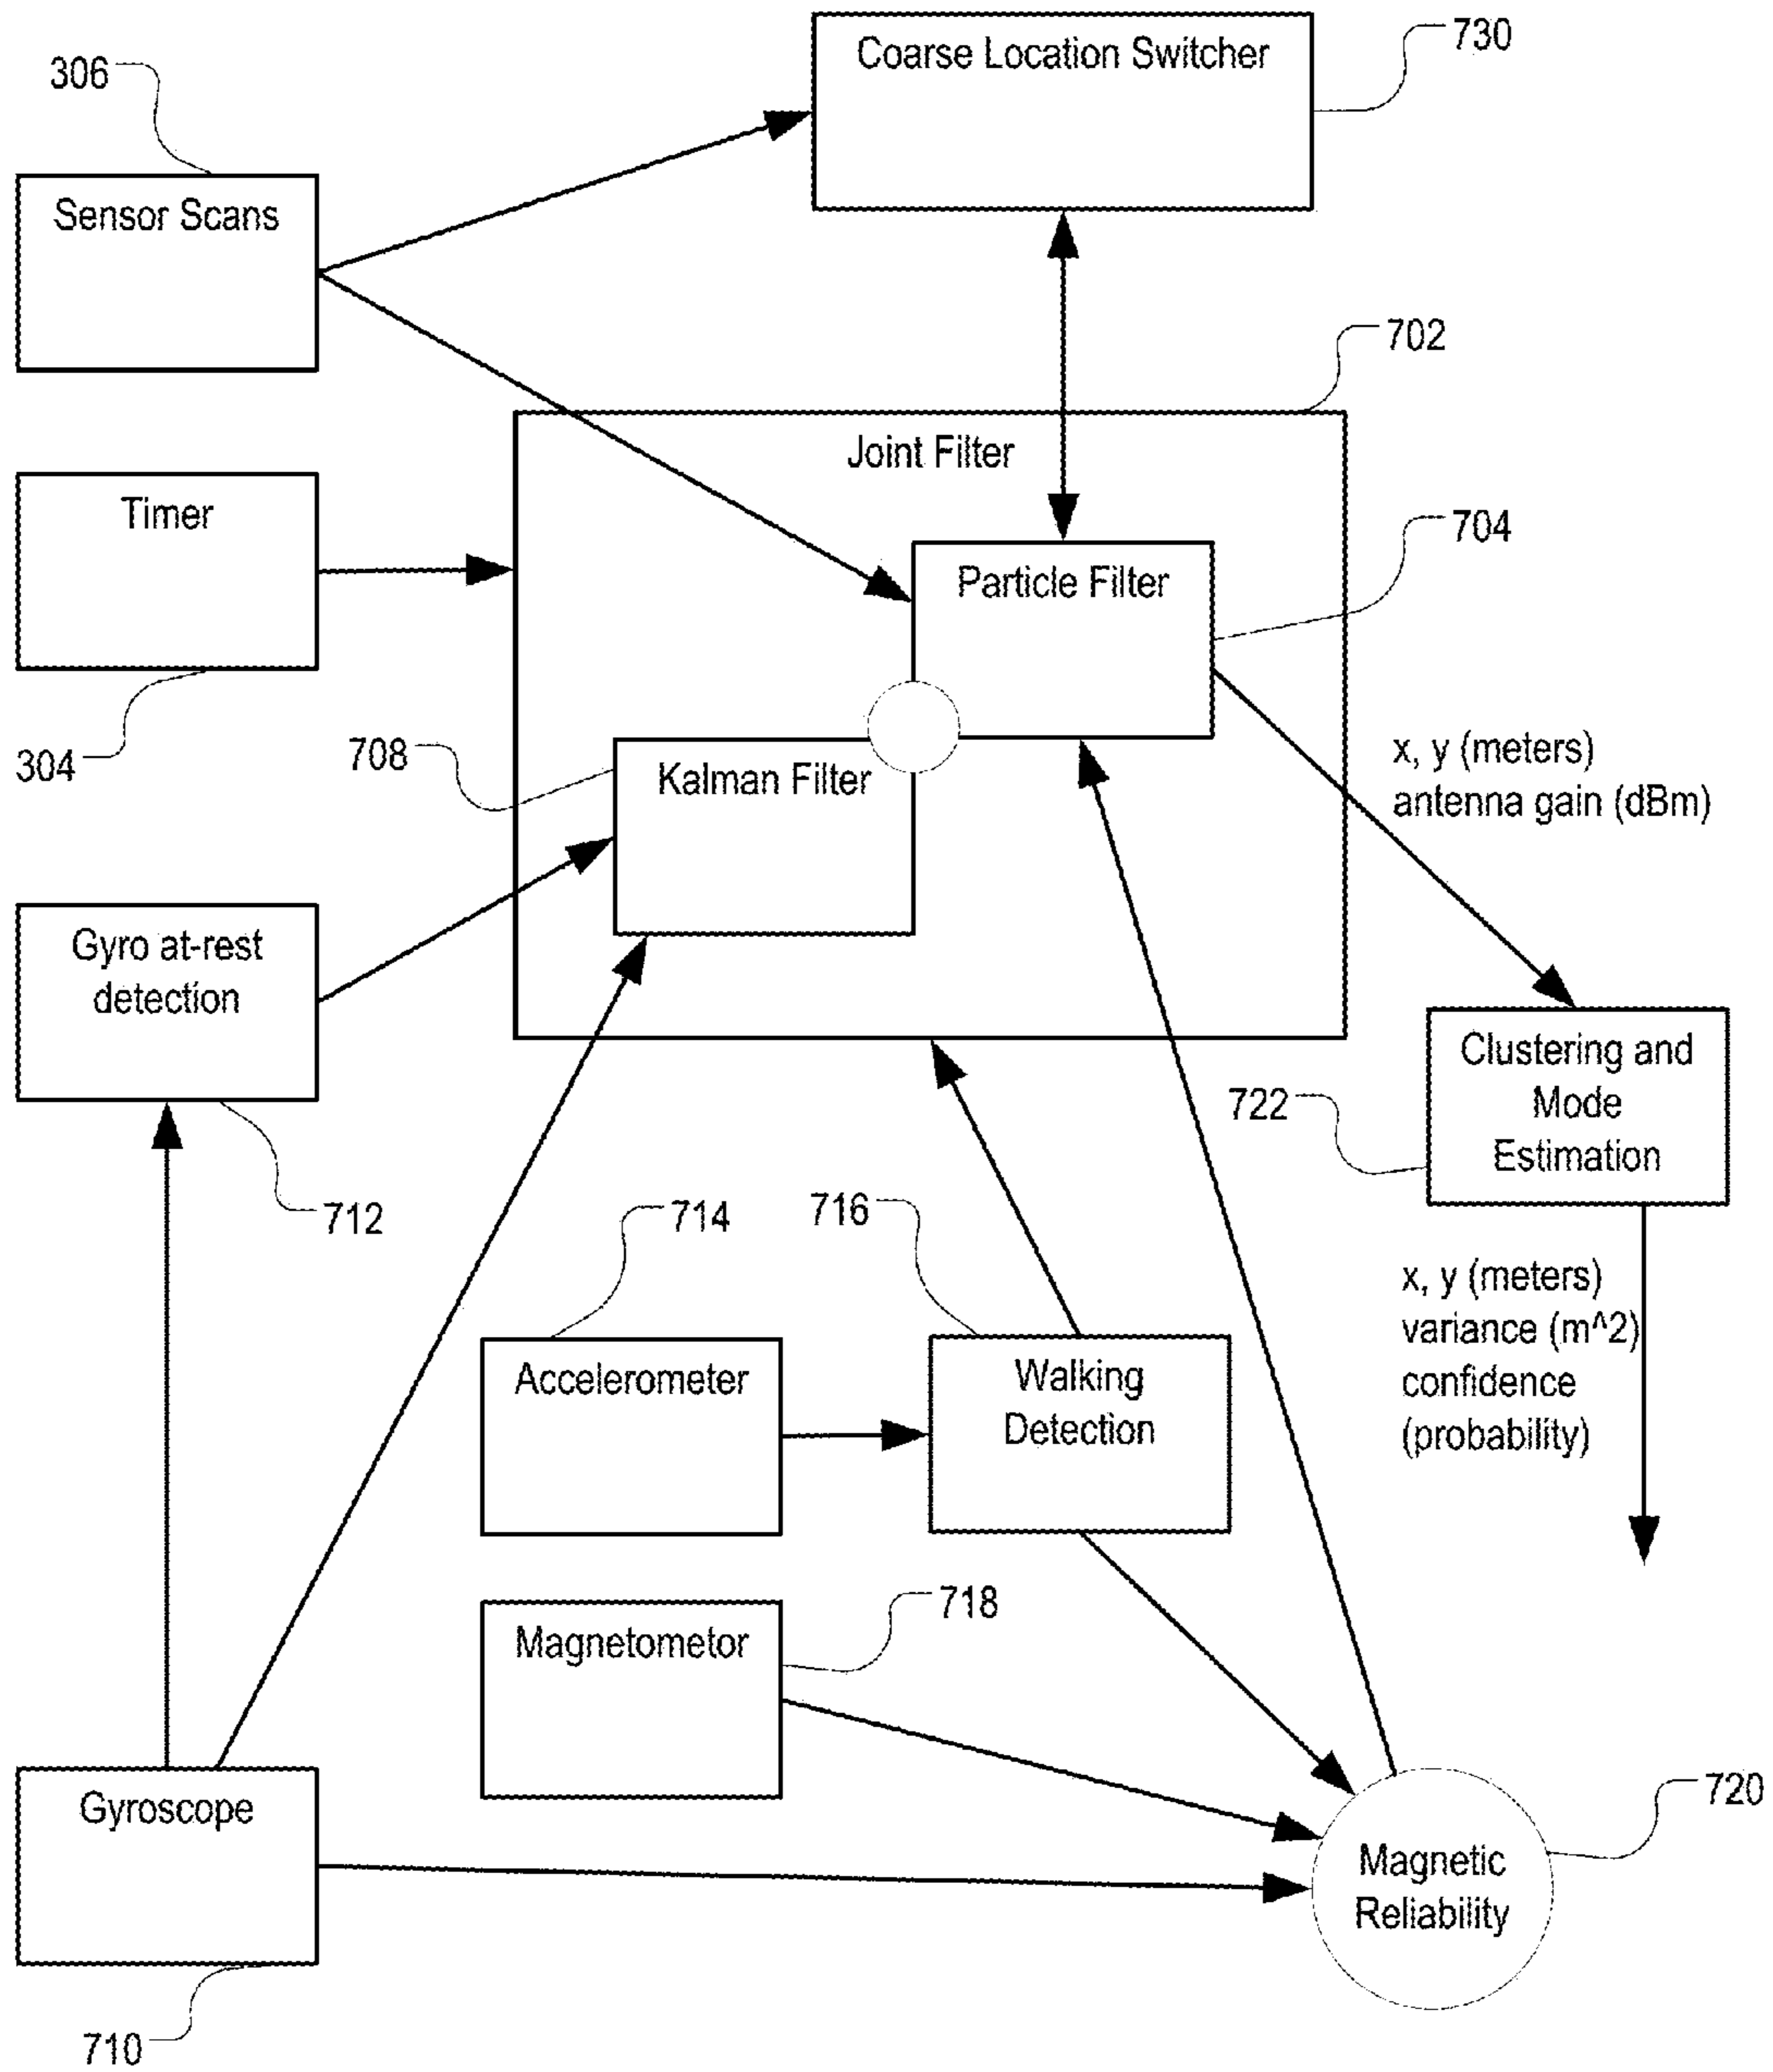 Coarse Location Switcher
730
306
Sensor Scans
702
Joint Filter
Timer
704
Particle Filter
304
708
Kalman Filter
x, y (meters)
antenna gain (dBm)
Gyro at-rest
detection
Clustering and
Mode
Estimation
722
712
714
716
x, y (meters)
variance (m^2)
confidence
(probability)
Accelerometer
Walking
Detection
718
Magnetometor
Gyroscope
720
Magnetic
Reliability
710